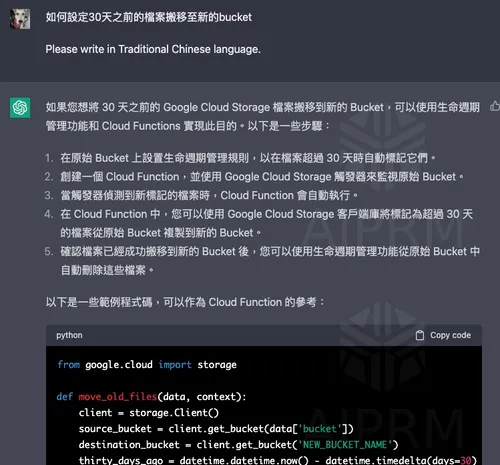 如何設定30天之前的檔案搬移至新的bucket
Please write in Traditional Chinese language.
如果您想將 30 天之前的 Google Cloud Storage 檔案搬移到新的 Bucket，可以使用生命週期
管理功能和 Cloud Functions 實現此目的。以下是一些步驟：
1. 在原始 Bucket 上設置生命週期管理規則，以在檔案超過 30 天時自動標記它們。
2. 創建一個 Cloud Function，並使用 Google Cloud Storage 觸發器來監視原始 Bucket。
3. 當觸發器偵測到新標記的檔案時，Cloud Function 會自動執行。
4. 在 Cloud Function 中，您可以使用 Google Cloud Storage 客戶端庫將標記為超過 30 天
的檔案從原始 Bucket 複製到新的 Bucket。
5. 確認檔案已經成功搬移到新的 Bucket 後，您可以使用生命週期管理功能從原始 Bucket 中
自動刪除這些檔案。
以下是一些範例程式碼，可以作為 Cloud Function 的參考：
python Copy code
from google.cloud import storage
def move_old_files(data, context):
client = storage.Client()
source_bucket = client.get_bucket(data['bucket'])
destination_bucket = client.get_bucket('NEW_BUCKET_NAME')
thirty_days_ago = datetime.datetime.now() - datetime.timedelta(days=30)
AIPRM
AIPRM